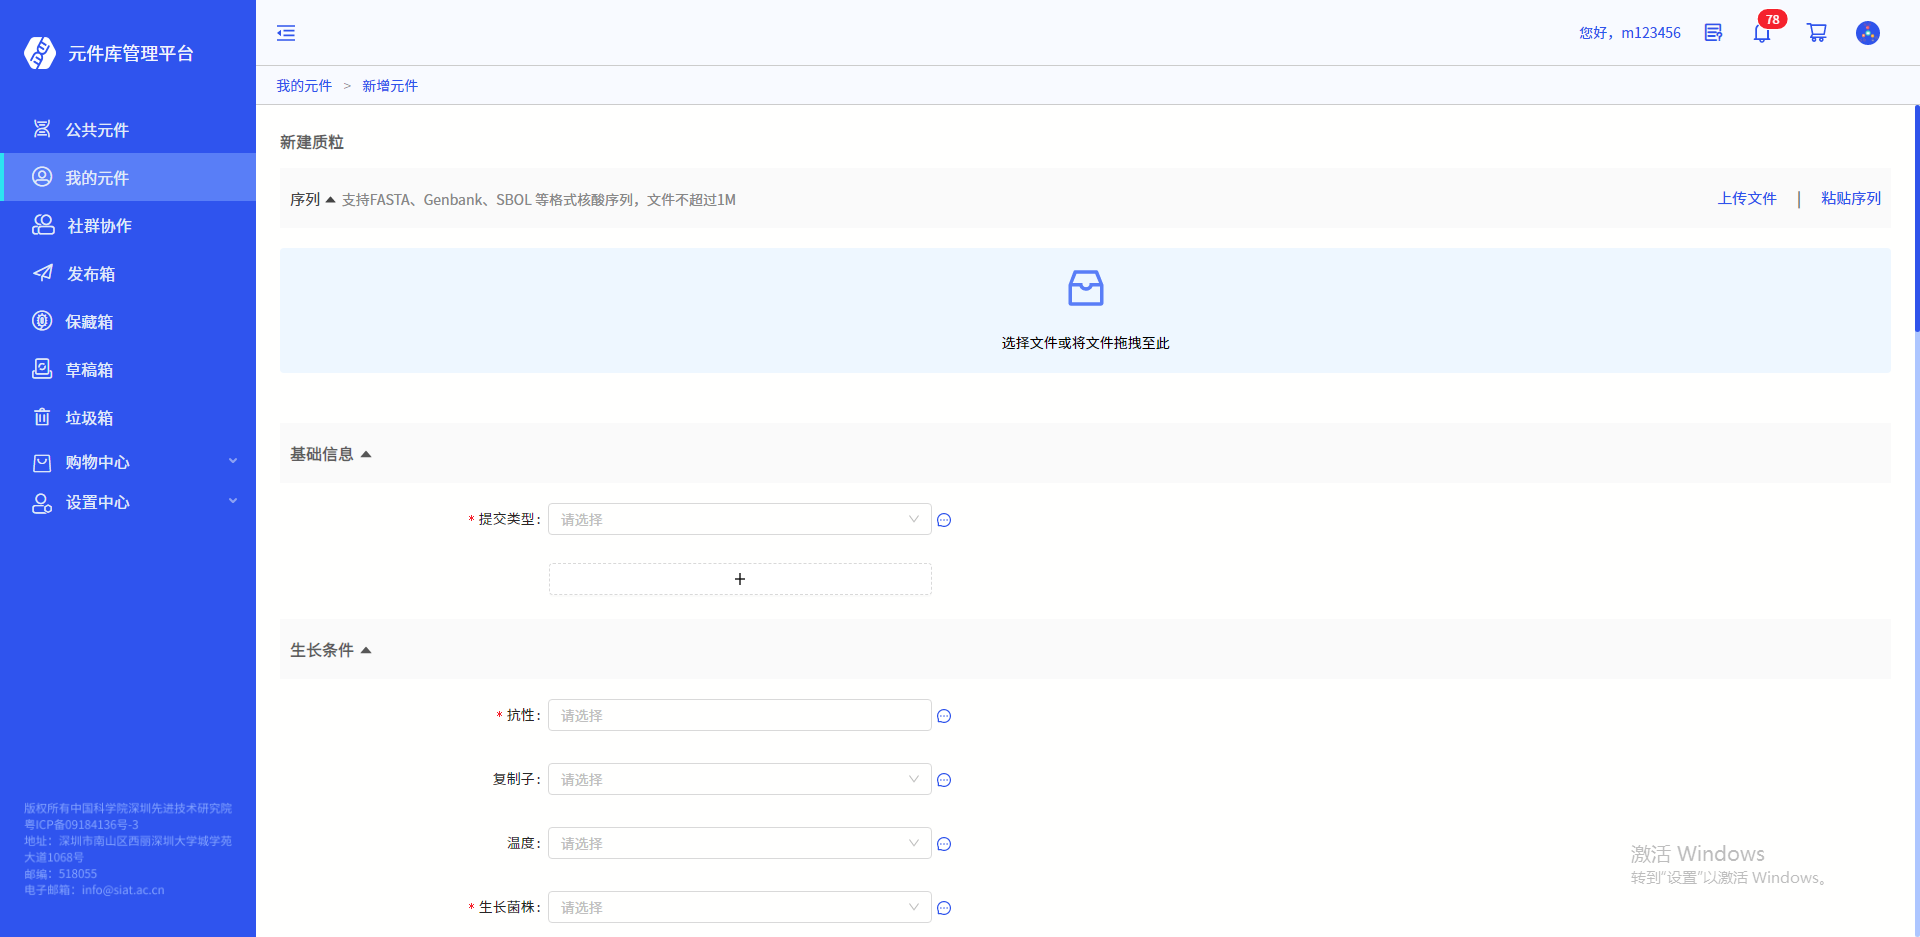 元件库管理平台
公共元件
我的元件
社群协作
发布箱
保藏箱
草稿箱
垃圾箱
购物中心
设置中心
版权所有中国科学院深圳先进技术研究院
粤ICP备09184136号-3
地址：深圳市南山区西丽深圳大学城学苑
大道1068号
邮编：518055
电子邮箱：info@siat.ac.cn
您好，m123456
78
我的元件 > 新增元件
新建质粒
序列 支持FASTA、Genbank、SBOL 等格式核酸序列，文件不超过1M
上传文件 | 粘贴序列
选择文件或将文件拖拽至此
基础信息
* 提交类型: 请选择
+
生长条件
* 抗性: 请选择
复制子: 请选择
温度: 请选择
* 生长菌株: 请选择
激活 Windows
转到“设置”以激活 Windows。